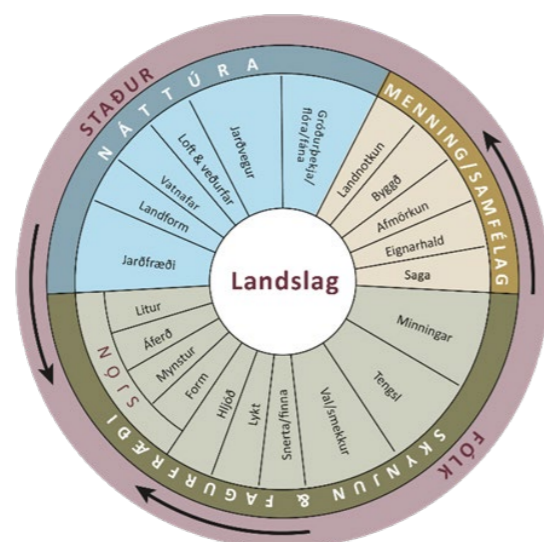 STAÐUR
NÁTTÚRA
MENNING/SAMFÉLAG
Jarðfræði
Landform
Vatnafar
Loft & veðurfar
Jarðvegur
Gróðurþekja/
flóra/fána
Landnotkun
Byggð
Afmörkun
Eignarhald
Saga
Landslag
Minningar
Tengsl
Val/smekkur
Snerta/finna
Lykt
Hljóð
Form
Mynstur
Áferð
Litur
SJÓN
SKYNJUN & FAGURFRÆÐI
FÓLK